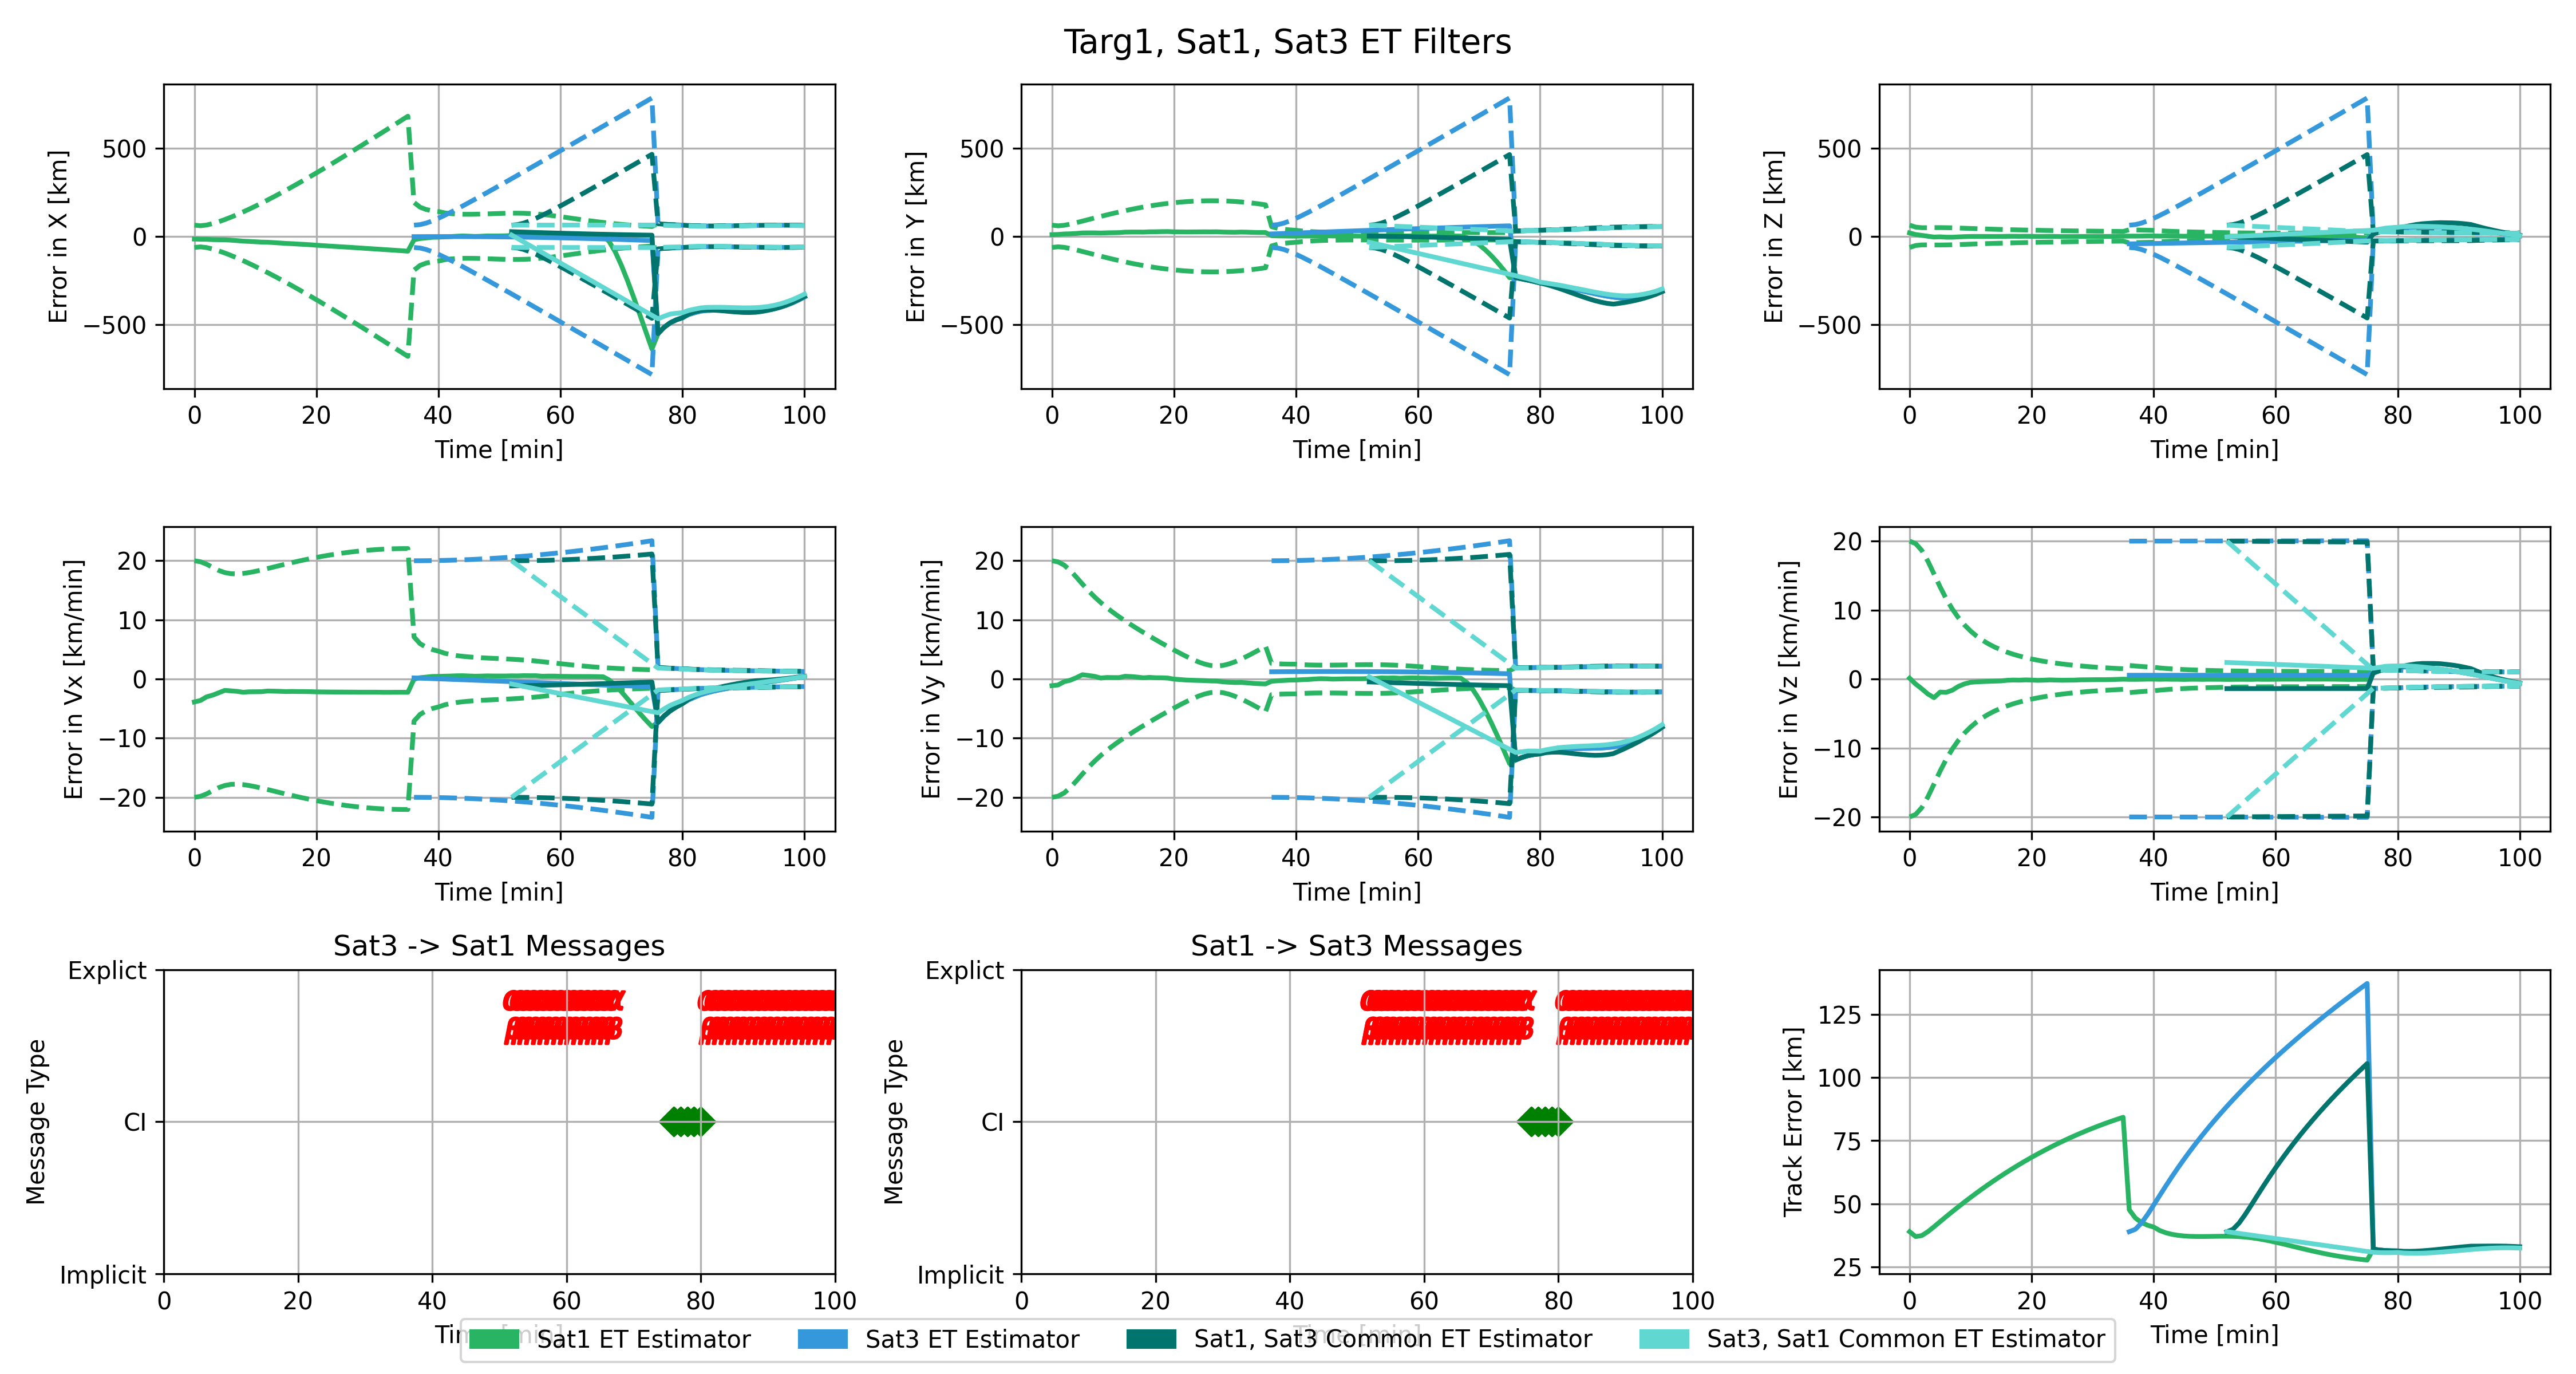 Targ1, Sat1, Sat3 ET Filters
Error in X [km]
500
0
−500
0 20 40 60 80 100
Time [min]
Error in Y [km]
500
0
−500
0 20 40 60 80 100
Time [min]
Error in Z [km]
500
0
−500
0 20 40 60 80 100
Time [min]
Error in Vx [km/min]
20
10
0
−10
−20
0 20 40 60 80 100
Time [min]
Error in Vy [km/min]
20
10
0
−10
−20
0 20 40 60 80 100
Time [min]
Error in Vz [km/min]
20
10
0
−10
−20
0 20 40 60 80 100
Time [min]
Sat3 -> Sat1 Messages
Message Type
Explict
CI
Implicit
0 20 40 60 80 100
Time [min]
Sat1 -> Sat3 Messages
Message Type
Explict
CI
Implicit
0 20 40 60 80 100
Time [min]
Track Error [km]
125
100
75
50
25
0 20 40 60 80 100
Time [min]
Sat1 ET Estimator Sat3 ET Estimator Sat1, Sat3 Common ET Estimator Sat3, Sat1 Common ET Estimator